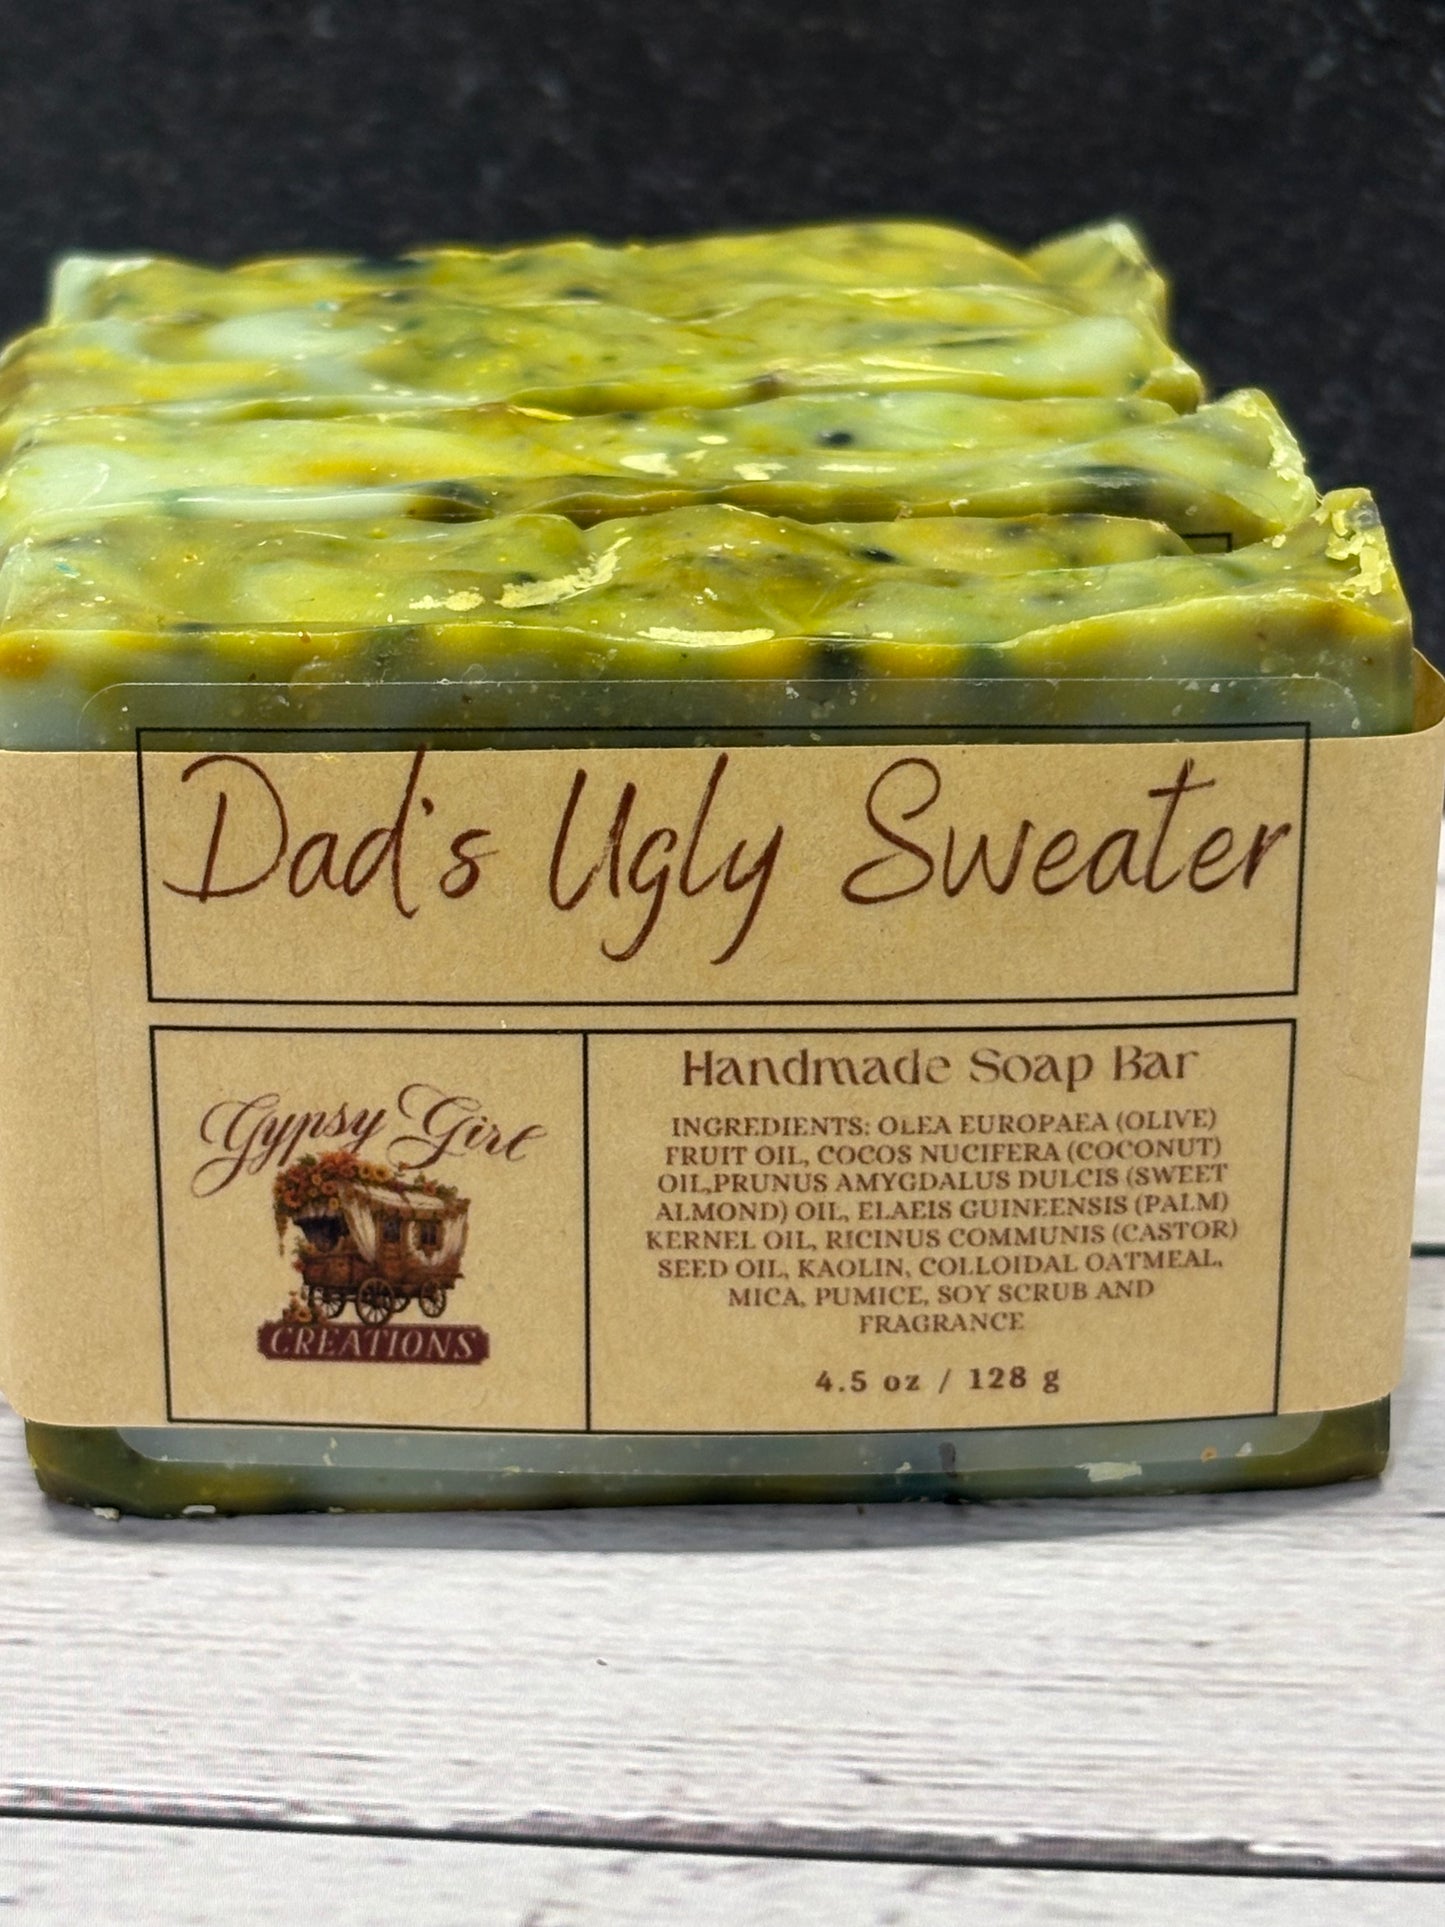 Dad's Ugly Sweater
Gypsy Girl
CREATIONS
Handmade Soap Bar
INGREDIENTS: OLEA EUROPAEA (OLIVE)
FRUIT OIL, COCOS NUCIFERA (COCONUT)
OIL,PRUNUS AMYGDALUS DULCIS (SWEET
ALMOND) OIL, ELAEIS GUINEENSIS (PALM)
KERNEL OIL, RICINUS COMMUNIS (CASTOR)
SEED OIL, KAOLIN, COLLOIDAL OATMEAL,
MICA, PUMICE, SOY SCRUB AND
FRAGRANCE
4.5 oz / 128 g